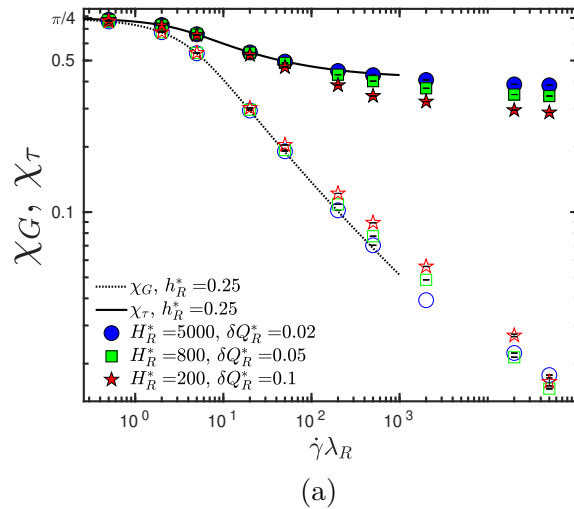 π/4
0.5
0.1
χ_G, χ_τ
χ_G, h*_R =0.25
χ_τ, h*_R =0.25
H*_R =5000, δQ*_R =0.02
H*_R =800, δQ*_R =0.05
H*_R =200, δQ*_R =0.1
10^0 10^1 10^2 10^3
γ̇λ_R
(a)